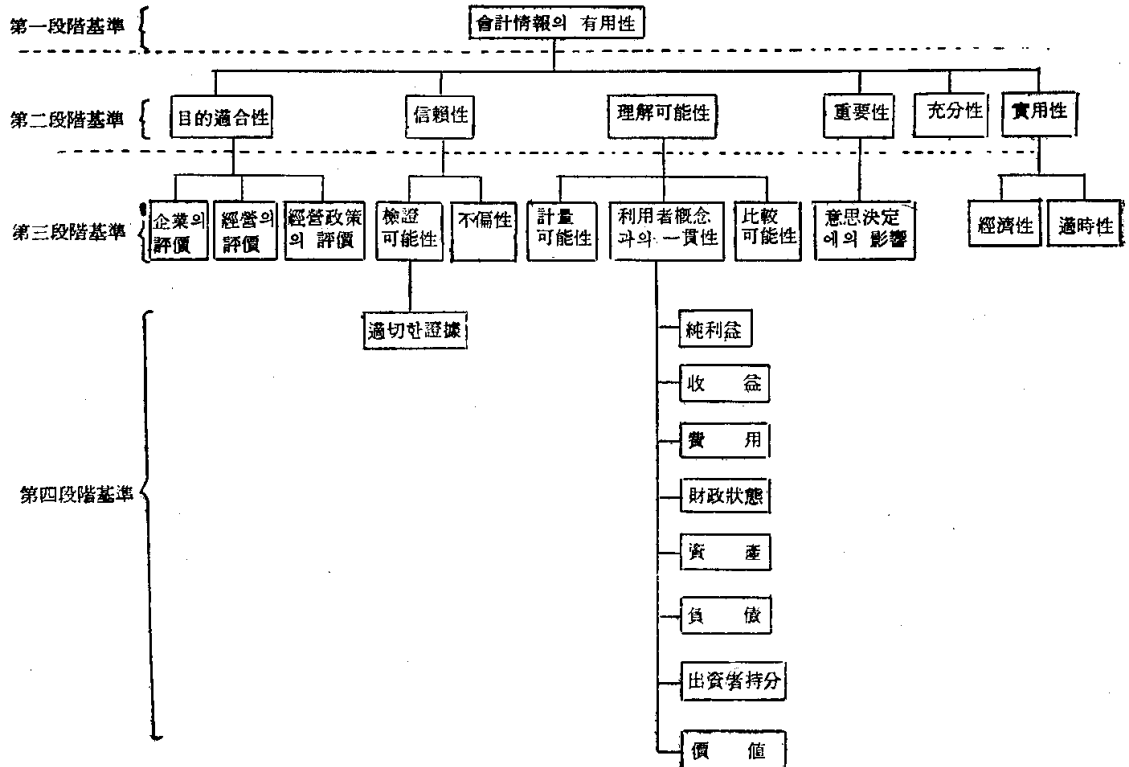 第一段階基準
會計情報의 有用性
第二段階基準
目的適合性
信賴性
理解可能性
重要性
充分性
實用性
第三段階基準
企業의
評價
經營의
評價
經營政策
의 評價
檢證
可能性
不偏性
計量
可能性
利用者概念
과의 一貫性
比較
可能性
意思決定
에의 影響
經濟性
適時性
第四段階基準
適切한 證據
純利益
收 益
費 用
財政狀態
資 產
負 債
出資者持分
價 値